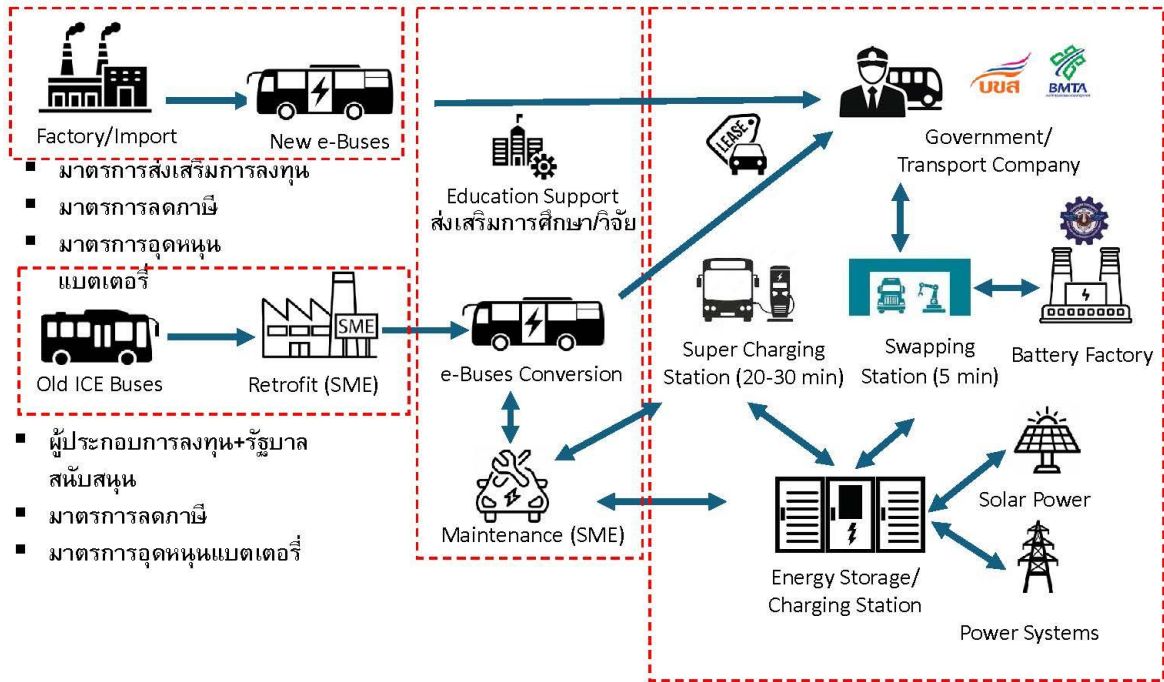 Factory/Import
New e-Buses
▪ มาตรการส่งเสริมการลงทุน
▪ มาตรการลดภาษี
▪ มาตรการอุดหนุน
แบตเตอรี่
Old ICE Buses
SME
Retrofit (SME)
▪ ผู้ประกอบการลงทุน+รัฐบาล
สนับสนุน
▪ มาตรการลดภาษี
▪ มาตรการอุดหนุนแบตเตอรี่
Education Support
ส่งเสริมการศึกษา/วิจัย
e-Buses Conversion
Maintenance (SME)
LEASE
บขส
BMTA
Government/
Transport Company
Super Charging
Station (20-30 min)
Swapping
Station (5 min)
Battery Factory
Solar Power
Energy Storage/
Charging Station
Power Systems